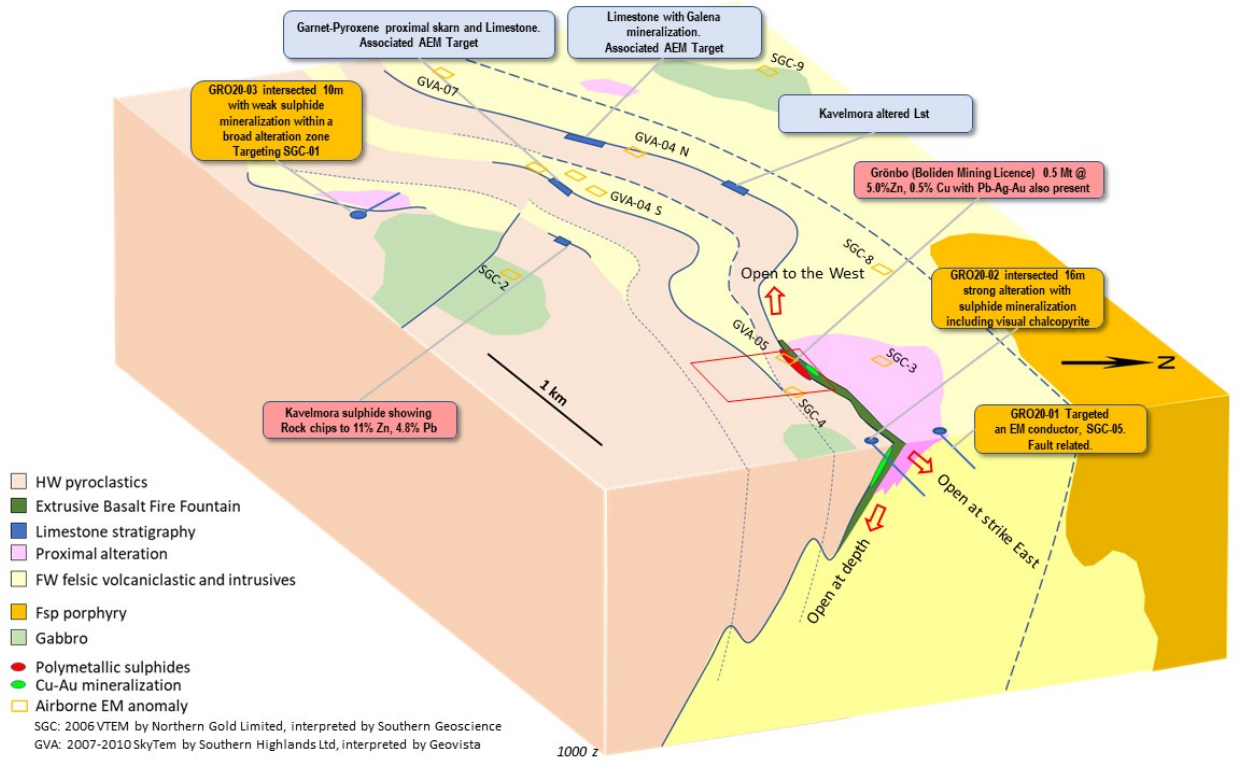 Garnet-Pyroxene proximal skarn and Limestone.
Associated AEM Target
Limestone with Galena
mineralization.
Associated AEM Target
SGC-9
GVA-07
GRO20-03 intersected 10m
with weak sulphide
mineralization within a
broad alteration zone
Targeting SGC-01
Kavelmora altered Lst
GVA-04 N
Grönbo (Boliden Mining Licence) 0.5 Mt @
5.0%Zn, 0.5% Cu with Pb-Ag-Au also present
GVA-04 S
SGC-8
SGC-2
Open to the West
GRO20-02 intersected 16m
strong alteration with
sulphide mineralization
including visual chalcopyrite
GVA-05
SGC-3
N
1 km
SGC-4
Kavelmora sulphide showing
Rock chips to 11% Zn, 4.8% Pb
GRO20-01 Targeted
an EM conductor, SGC-05.
Fault related.
Open at strike East
Open at depth
HW pyroclastics
Extrusive Basalt Fire Fountain
Limestone stratigraphy
Proximal alteration
FW felsic volcaniclastic and intrusives
Fsp porphyry
Gabbro
Polymetallic sulphides
Cu-Au mineralization
Airborne EM anomaly
SGC: 2006 VTEM by Northern Gold Limited, interpreted by Southern Geoscience
GVA: 2007-2010 SkyTem by Southern Highlands Ltd, interpreted by Geovista
1000 z